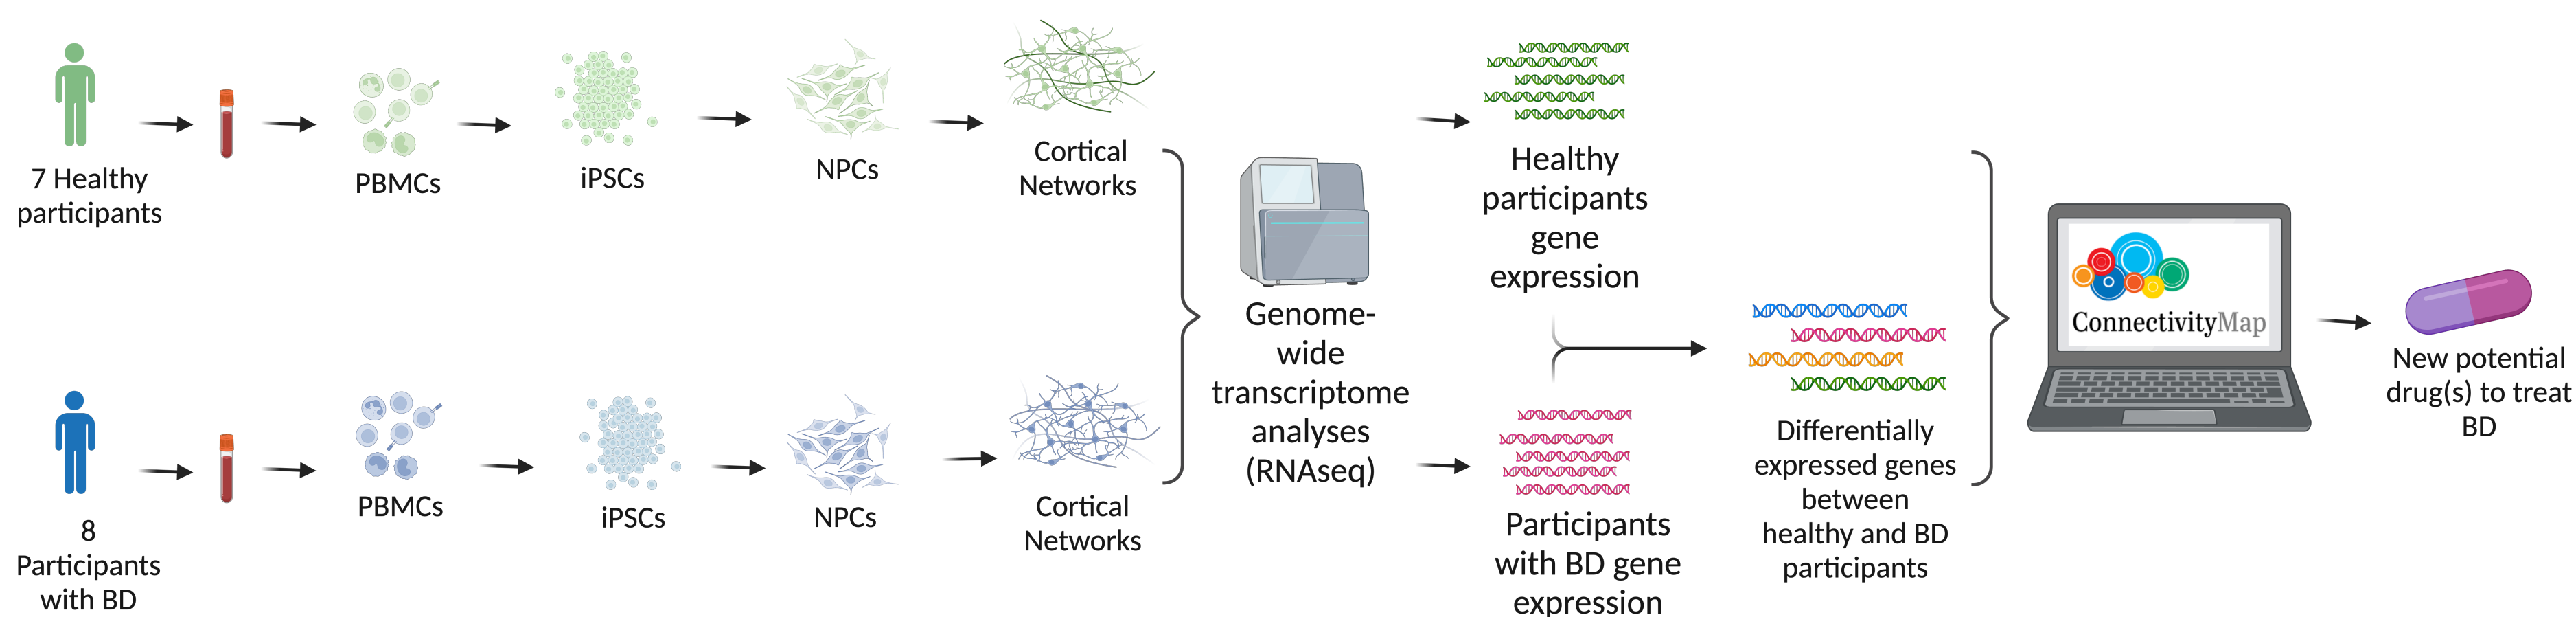 7 Healthy
participants
PBMCs
iPSCs
NPCs
Cortical
Networks
8
Participants
with BD
PBMCs
iPSCs
NPCs
Cortical
Networks
Genome-
wide
transcriptome
analyses
(RNAseq)
Healthy
participants
gene
expression
Participants
with BD gene
expression
Differentially
expressed genes
between
healthy and BD
participants
ConnectivityMap
New potential
drug(s) to treat
BD